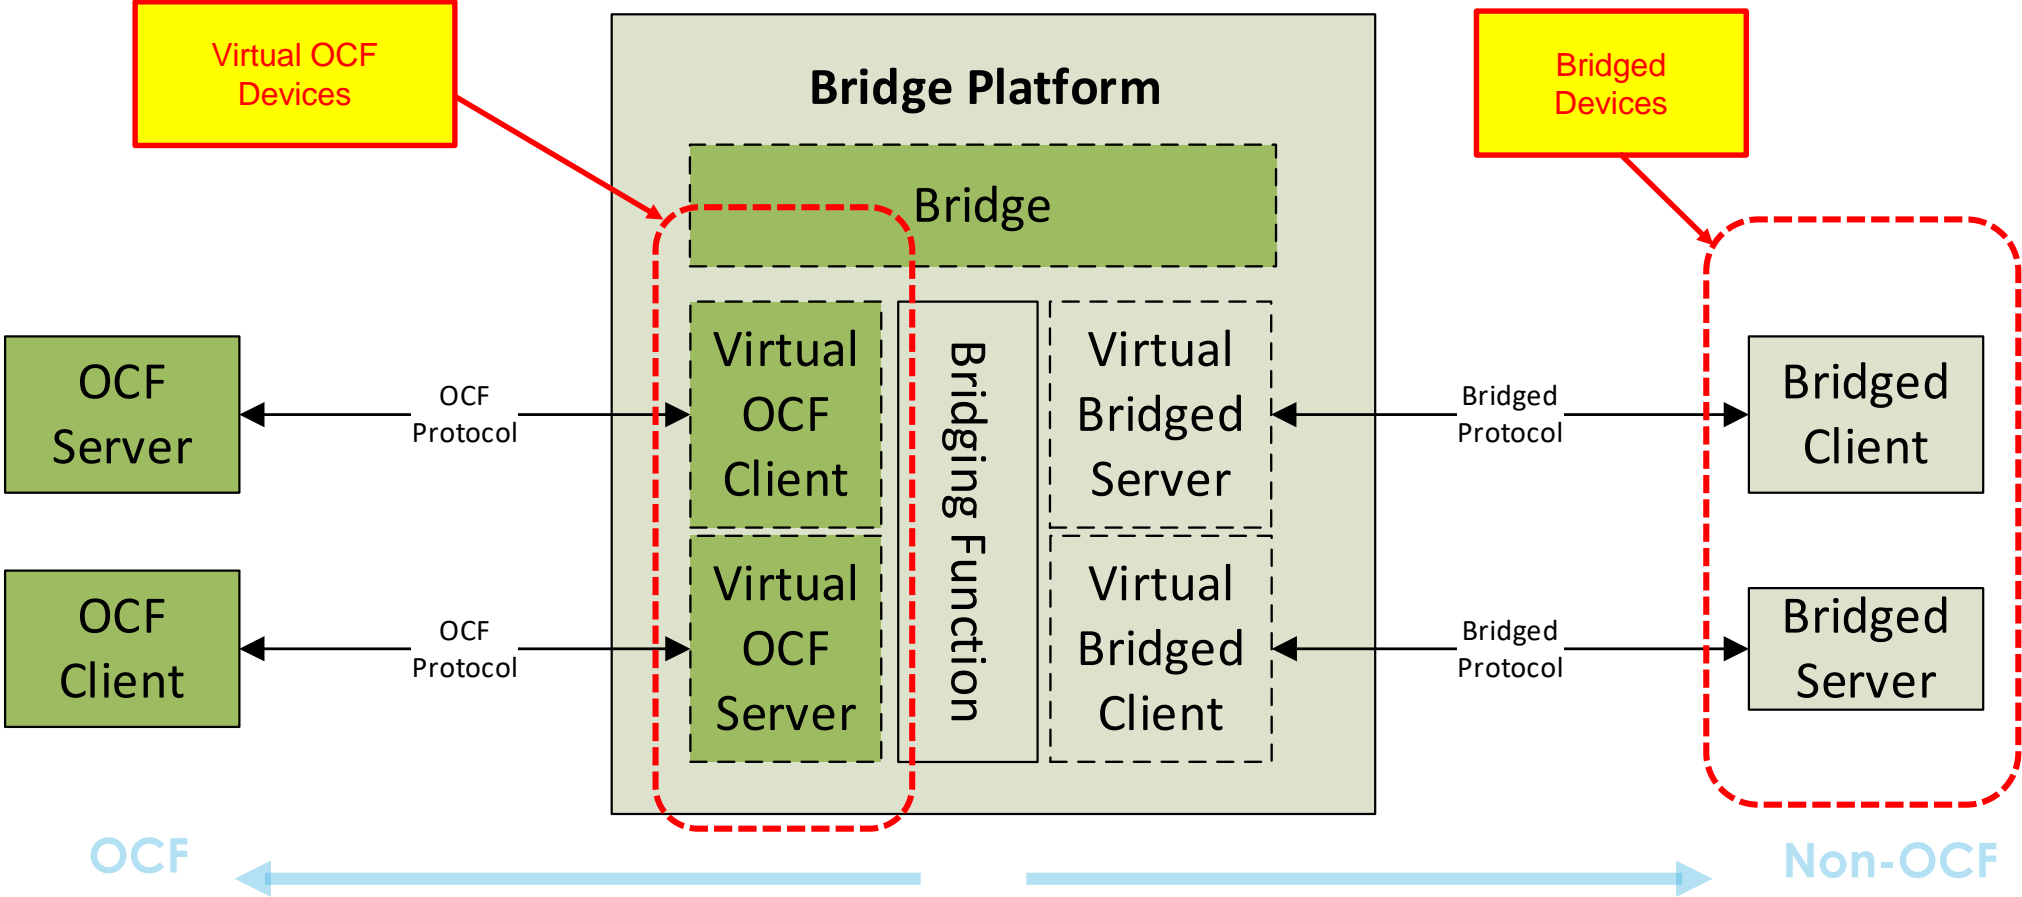 Virtual OCF
Devices
Bridge Platform
Bridged
Devices
Bridge
OCF
Server
OCF
Protocol
Virtual
OCF
Client
Bridging Function
Virtual
Bridged
Server
Bridged
Protocol
Bridged
Client
OCF
Client
OCF
Protocol
Virtual
OCF
Server
Virtual
Bridged
Client
Bridged
Protocol
Bridged
Server
OCF
Non-OCF